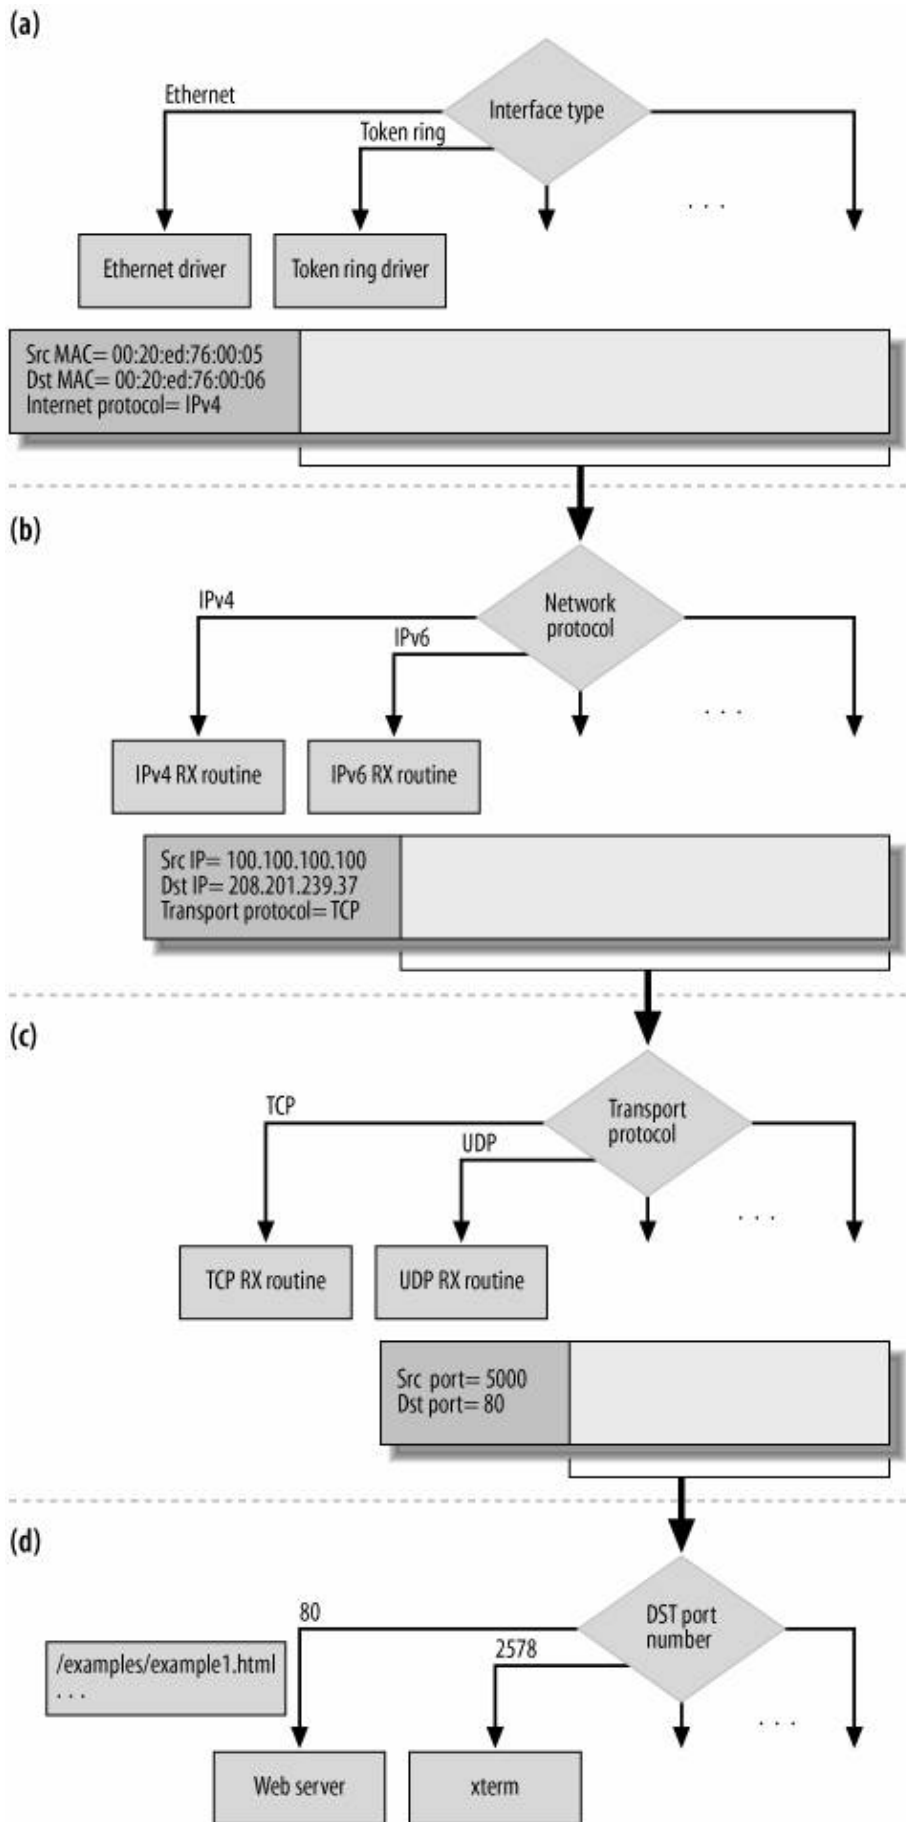 (a)
Ethernet
Interface type
Token ring
. . .
Ethernet driver
Token ring driver
Src MAC= 00:20:ed:76:00:05
Dst MAC= 00:20:ed:76:00:06
Internet protocol= IPv4
(b)
IPv4
Network
protocol
IPv6
. . .
IPv4 RX routine
IPv6 RX routine
Src IP= 100.100.100.100
Dst IP= 208.201.239.37
Transport protocol= TCP
(c)
TCP
Transport
protocol
UDP
. . .
TCP RX routine
UDP RX routine
Src port= 5000
Dst port= 80
(d)
80
DST port
number
2578
/examples/example1.html
. . .
. . .
Web server
xterm